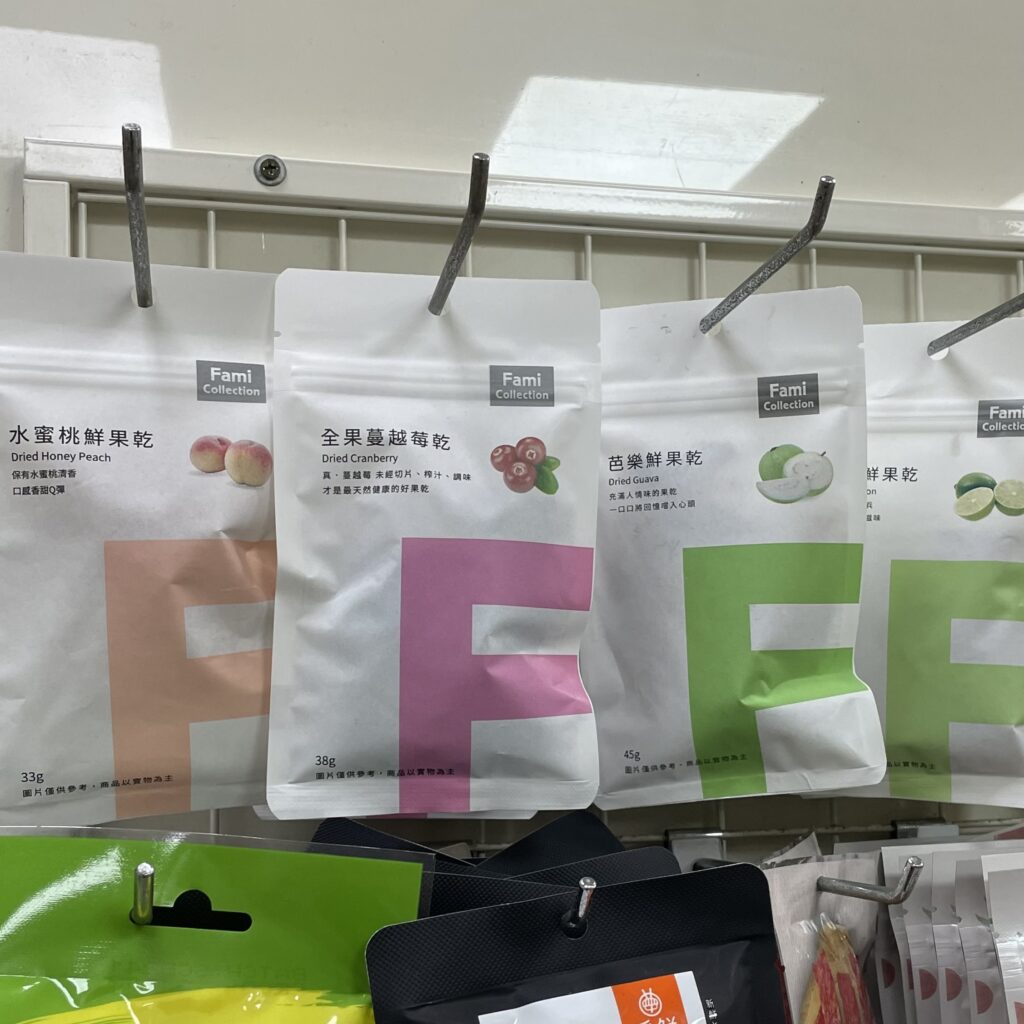 Fami
Collection
水蜜桃鮮果乾
Dried Honey Peach
保有水蜜桃清香
口感香甜Q彈
33g
圖片僅供參考，商品以實物為主
Fami
Collection
全果蔓越莓乾
Dried Cranberry
真．蔓越莓 未經切片、榨汁、調味
才是最天然健康的好果乾
38g
圖片僅供參考，商品以實物為主
Fami
Collection
芭樂鮮果乾
Dried Guava
充滿人情味的果乾
一口口將回憶嚐入心頭
45g
圖片僅供參考，商品以實物為主
Fami
Collectio
鮮果乾
on
滋味
圖片僅供參考，商品以實物為主